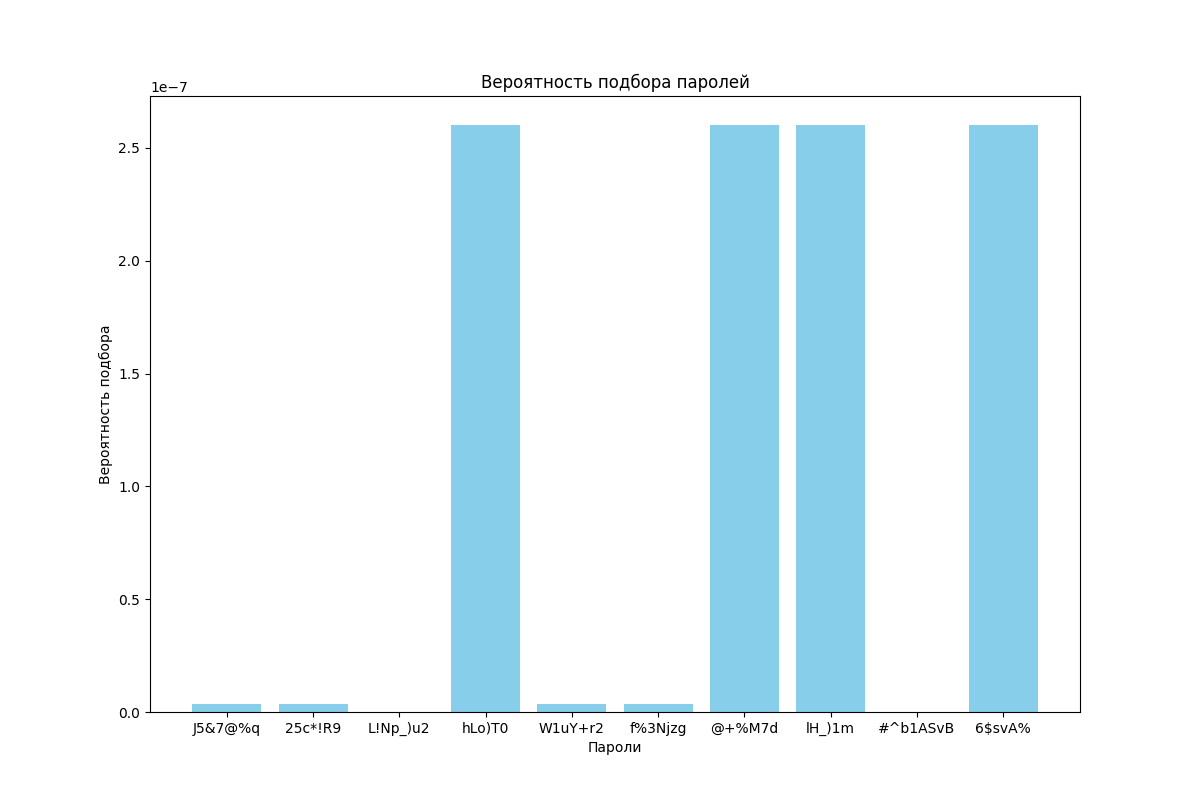 Вероятность подбора паролей
1e−7
2.5
2.0
1.5
1.0
0.5
0.0
Вероятность подбора
J5&7@%q 25c*!R9 L!Np_)u2 hLo)T0 W1uY+r2 f%3Njzg @+%M7d lH_)1m #^b1ASvB 6$svA%
Пароли